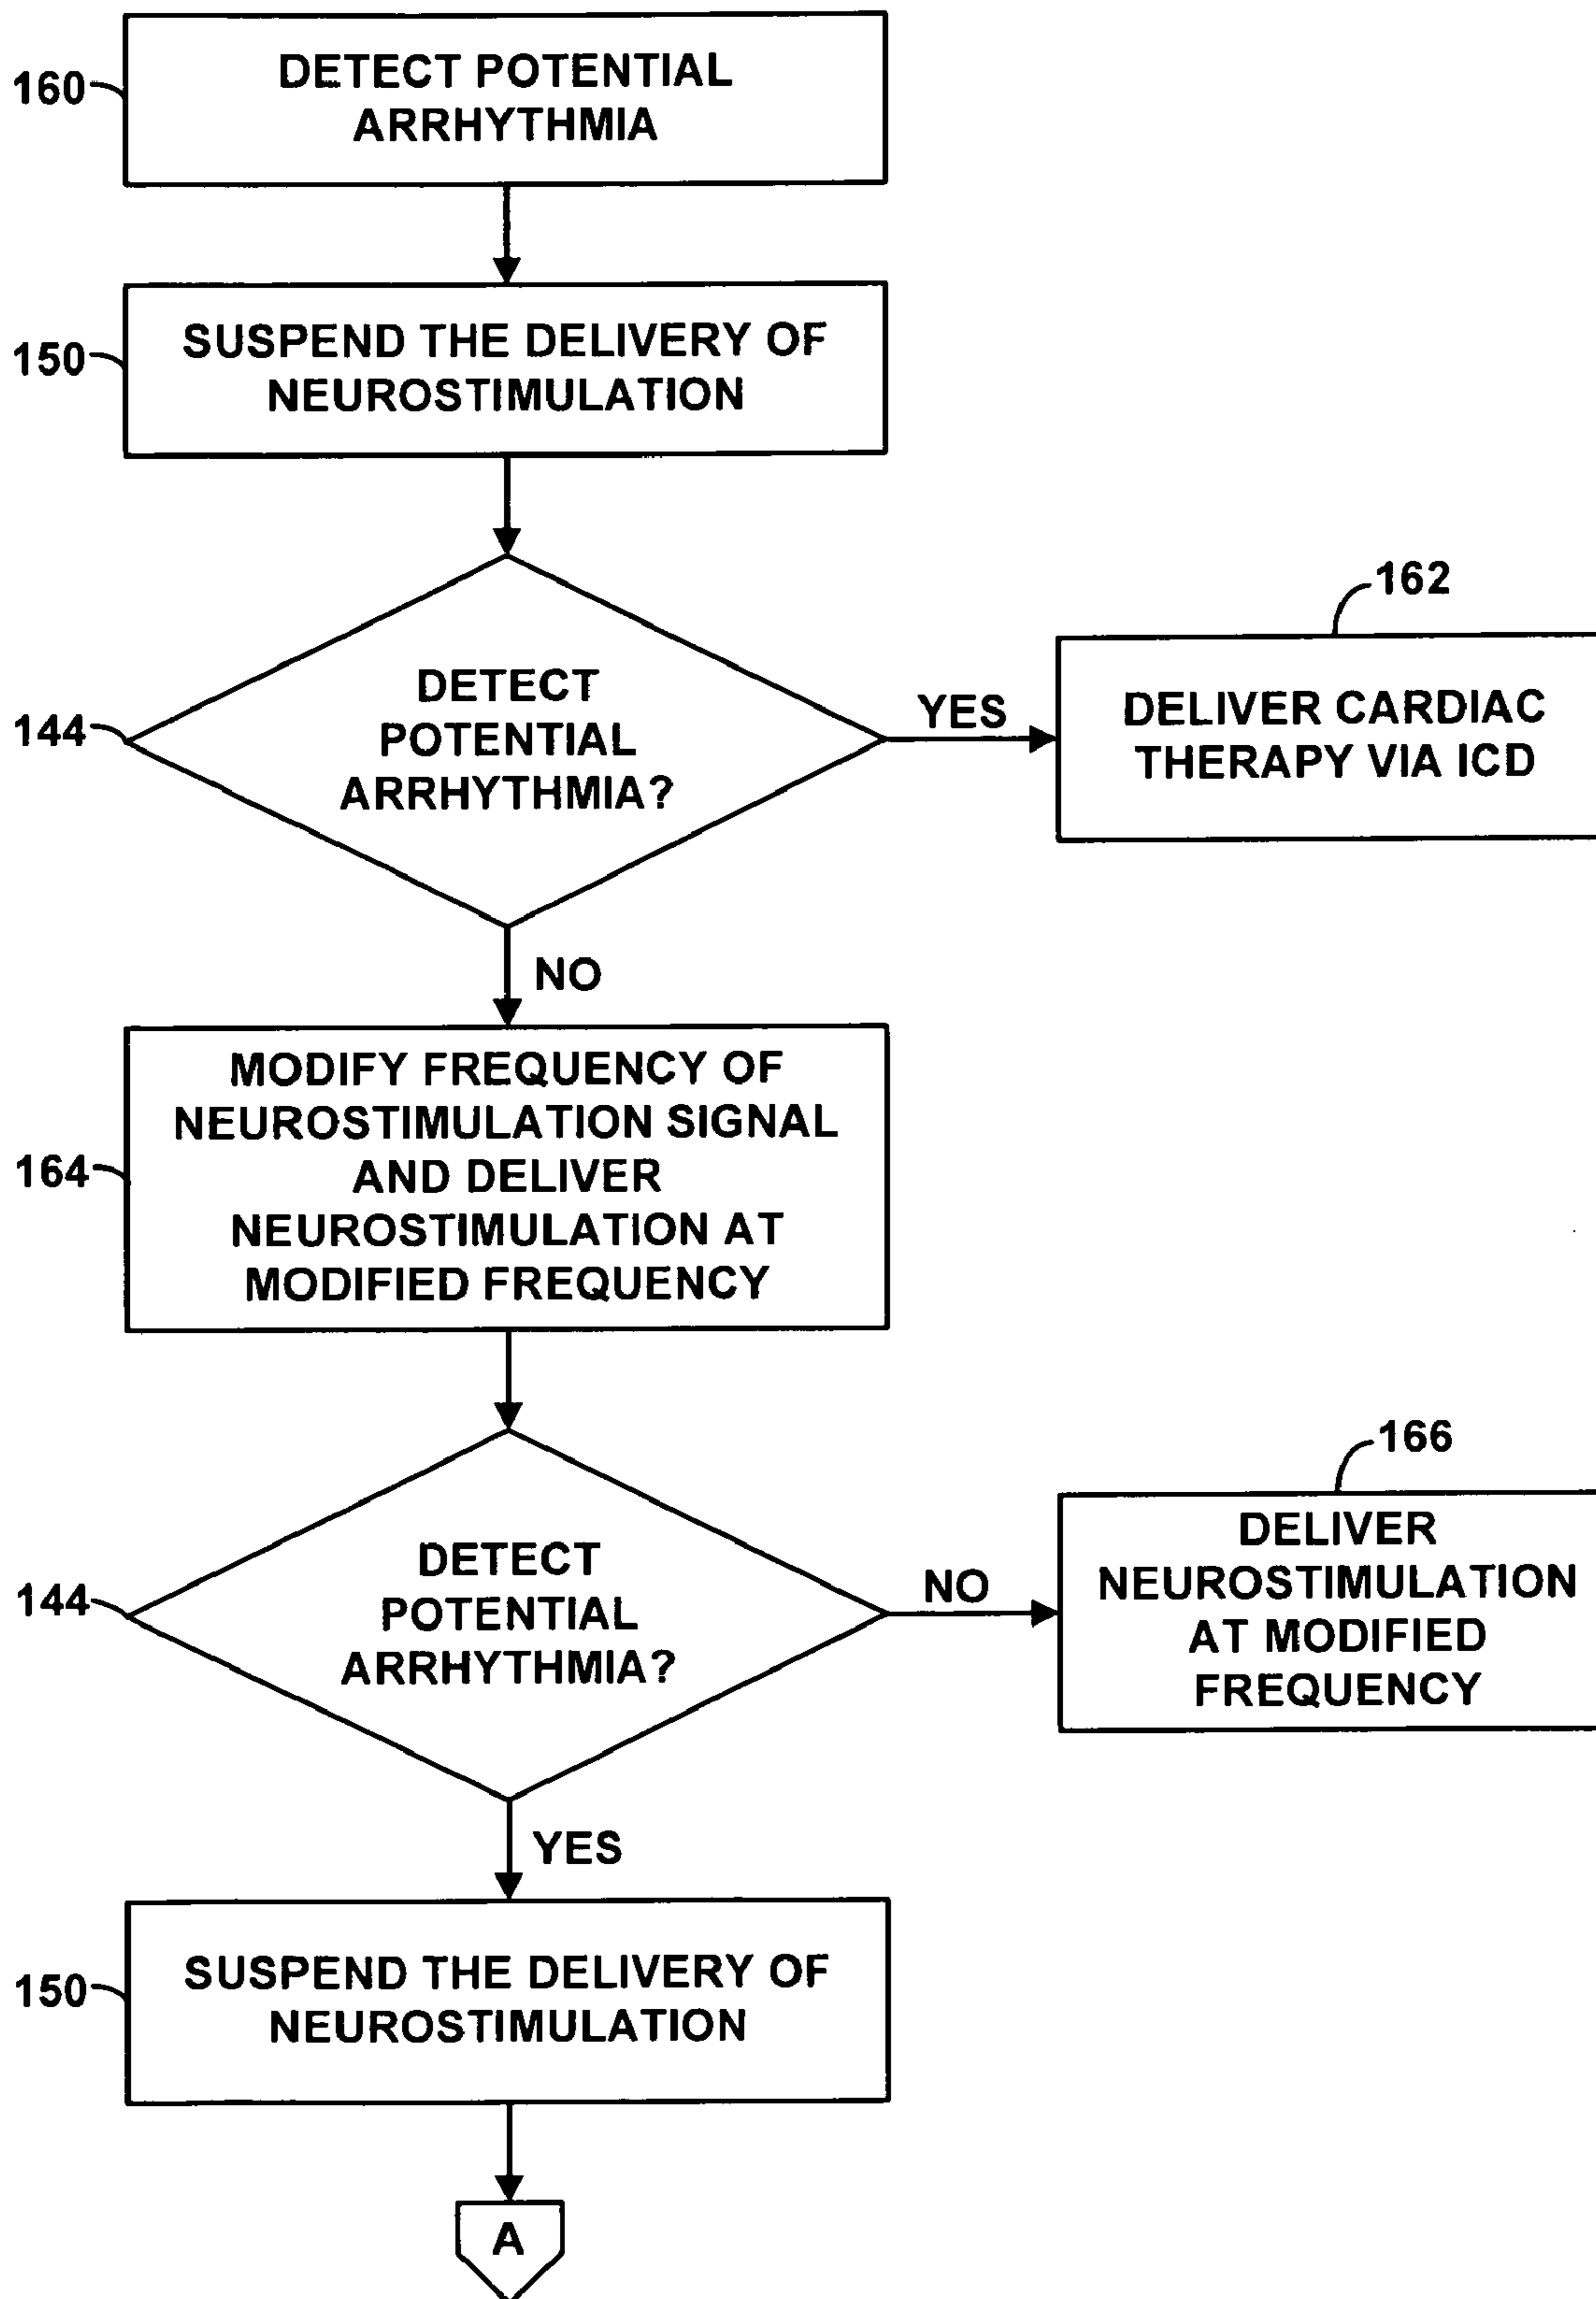 160
DETECT POTENTIAL
ARRHYTHMIA
150
SUSPEND THE DELIVERY OF
NEUROSTIMULATION
144
DETECT
POTENTIAL
ARRHYTHMIA?
YES
162
DELIVER CARDIAC
THERAPY VIA ICD
NO
164
MODIFY FREQUENCY OF
NEUROSTIMULATION SIGNAL
AND DELIVER
NEUROSTIMULATION AT
MODIFIED FREQUENCY
144
DETECT
POTENTIAL
ARRHYTHMIA?
NO
166
DELIVER
NEUROSTIMULATION
AT MODIFIED
FREQUENCY
YES
150
SUSPEND THE DELIVERY OF
NEUROSTIMULATION
A